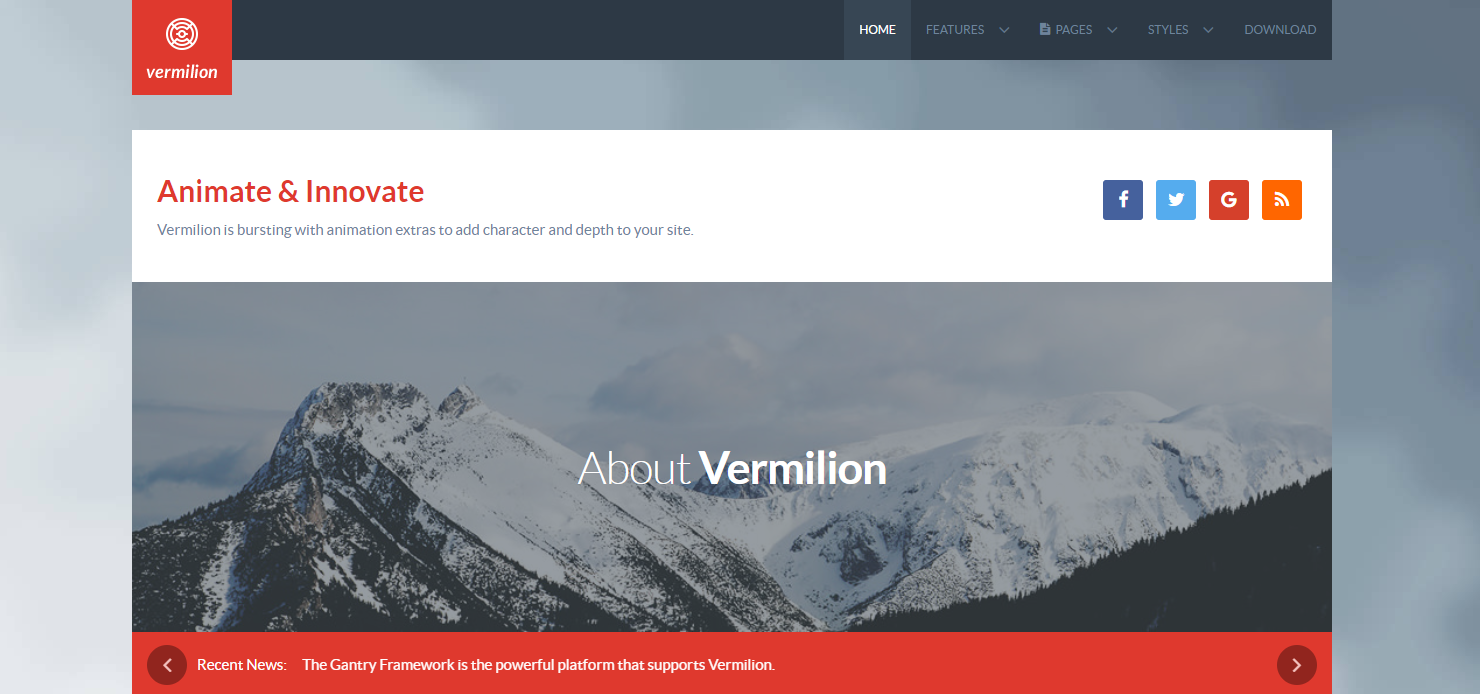 vermilion
HOME
FEATURES
PAGES
STYLES
DOWNLOAD
Animate & Innovate
Vermilion is bursting with animation extras to add character and depth to your site.
About Vermilion
Recent News: The Gantry Framework is the powerful platform that supports Vermilion.